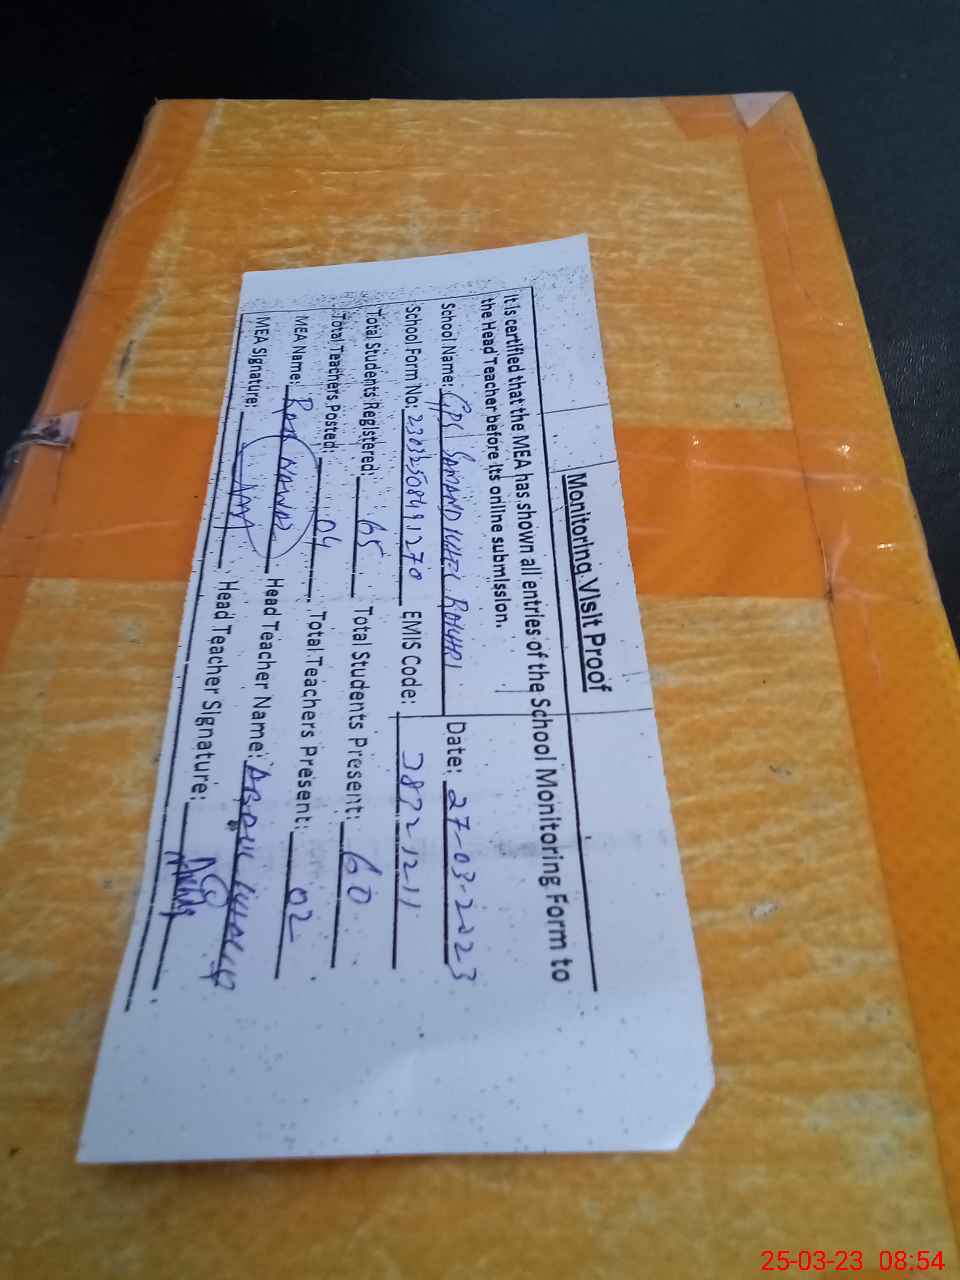 Monitoring Visit Proof
It is certified that the MEA has shown all entries of the School Monitoring Form to
the Head Teacher before its online submission.
School Name: GPS Date: 27-03-2023
School Form No: EMIS Code:
Total Students Registered: 65 Total Students Present: 60
Total Teachers Posted: 04 Total Teachers Present: 02
MEA Name: NAWAZ Head Teacher Name: ABDUL
MEA Signature: Head Teacher Signature:
25-03-23 08:54